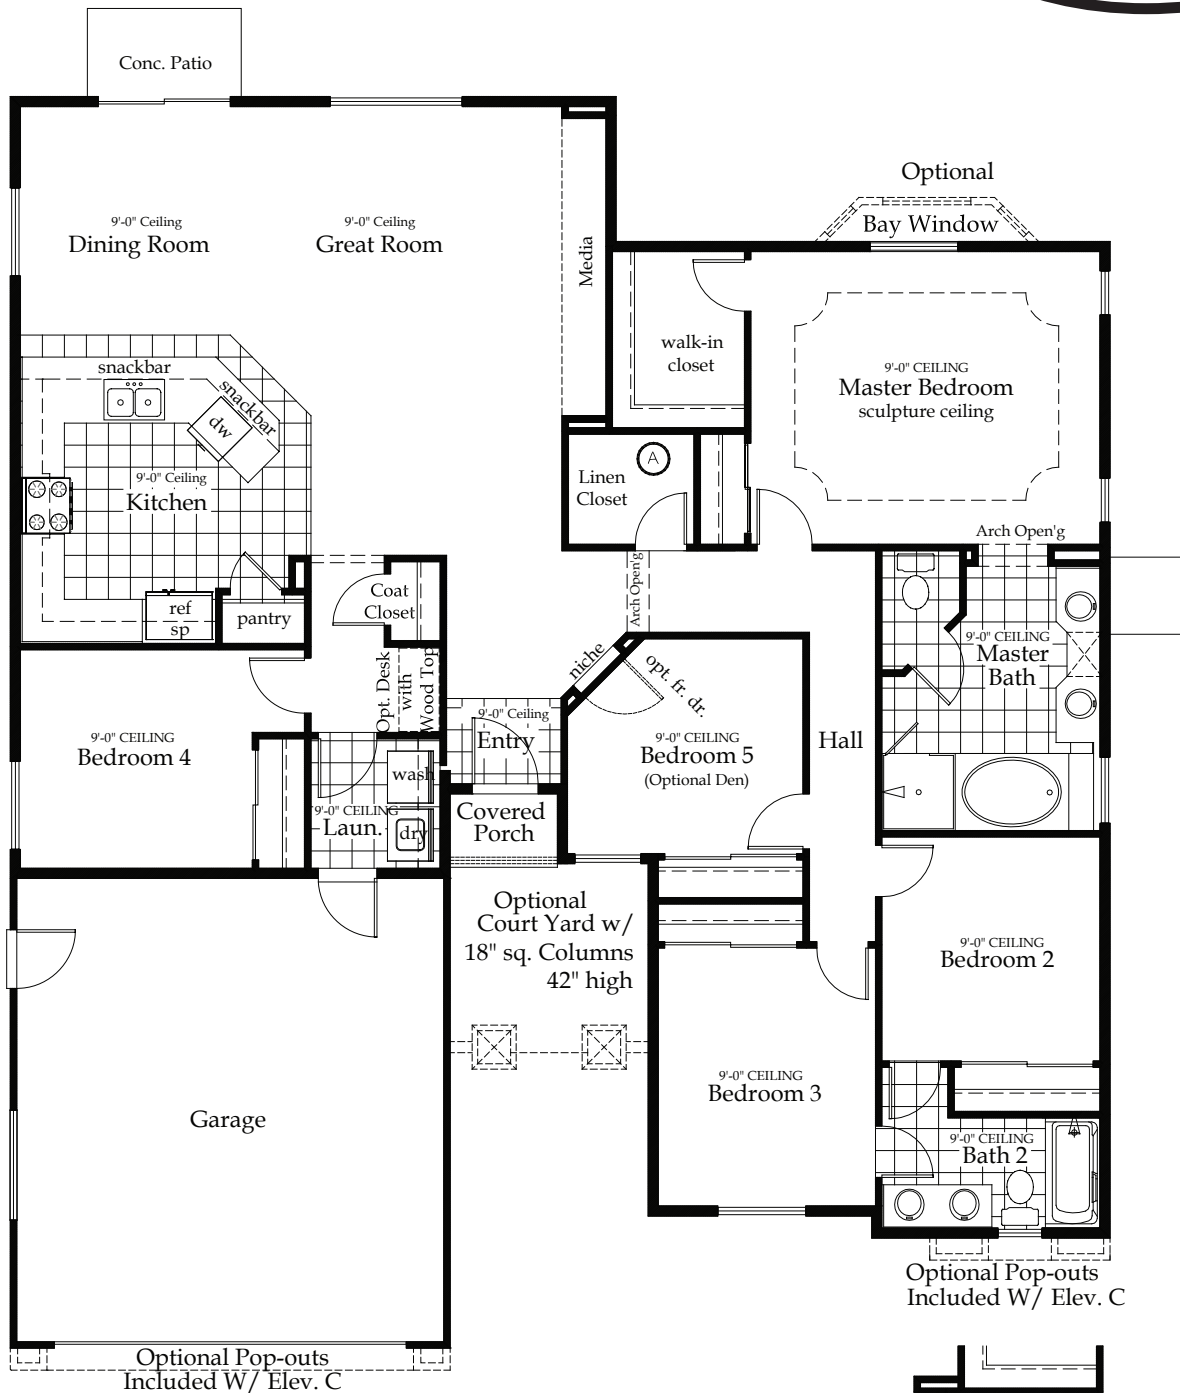 Conc. Patio
Optional
Bay Window
9'-0" Ceiling
Dining Room
9'-0" Ceiling
Great Room
Media
walk-in
closet
9'-0" CEILING
Master Bedroom
sculpture ceiling
snackbar
snackbar
dw
9'-0" Ceiling
Kitchen
Linen
Closet
A
Arch Open'g
Arch Open'g
ref
sp
pantry
Coat
Closet
Opt. Desk
with
Wood Top
niche
opt. fr. dr.
9'-0" CEILING
Master
Bath
9'-0" CEILING
Bedroom 4
9'-0" Ceiling
Entry
9'-0" CEILING
Bedroom 5
(Optional Den)
Hall
wash
dry
9'-0" CEILING
Laun.
Covered
Porch
Optional
Court Yard w/
18" sq. Columns
42" high
9'-0" CEILING
Bedroom 2
9'-0" CEILING
Bedroom 3
Garage
9'-0" CEILING
Bath 2
Optional Pop-outs
Included W/ Elev. C
Optional Pop-outs
Included W/ Elev. C